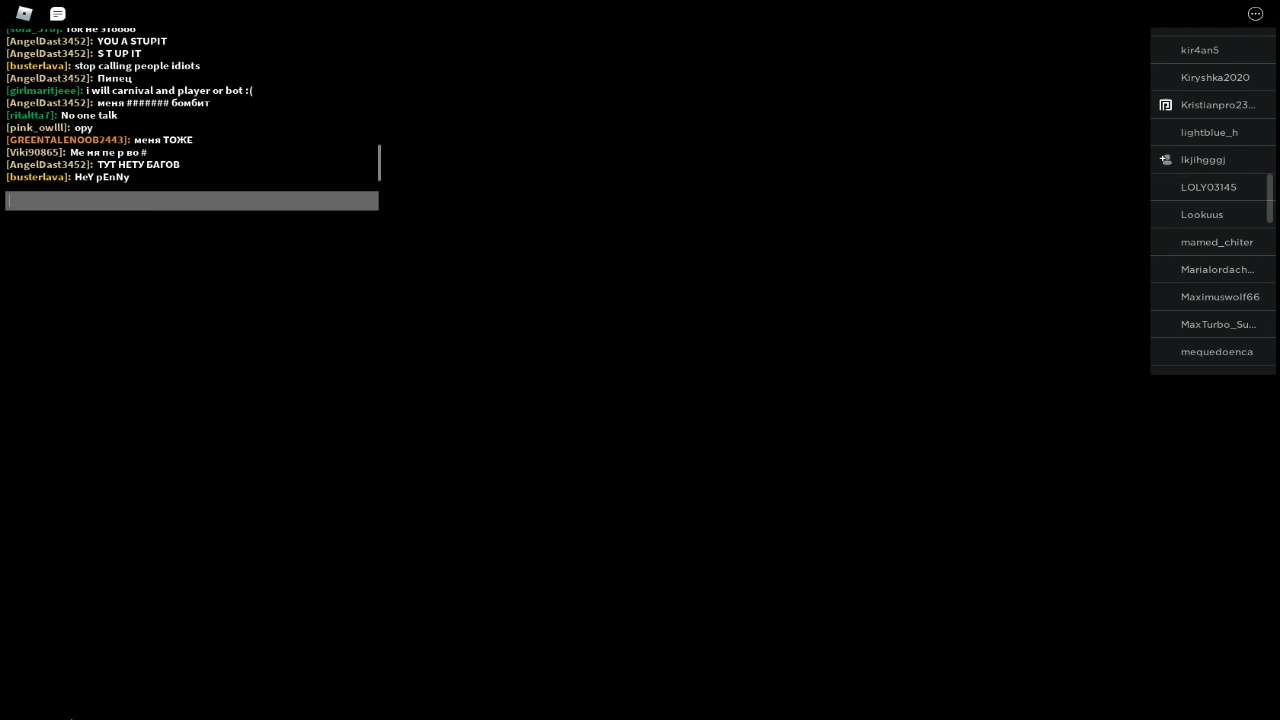 [AngelDast3452]: YOU A STUPIT
[AngelDast3452]: S T UP IT
[busterlava]: stop calling people idiots
[AngelDast3452]: Пипец
[girlmaritjeee]: i will carnival and player or bot :(
[AngelDast3452]: меня ####### бомбит
[ritaltta7]: No one talk
[pink_owlll]: ору
[GREENTALENOOB2443]: меня ТОЖЕ
[Viki90865]: Ме ня пе р во #
[AngelDast3452]: ТУТ НЕТУ БАГОВ
[busterlava]: HeY pEnNy
kir4an5
Kiryshka2020
Kristianpro23...
lightblue_h
lkjihgggj
LOLY03145
Lookuus
mamed_chiter
Marialordach...
Maximuswolf66
MaxTurbo_Su...
mequedoenca